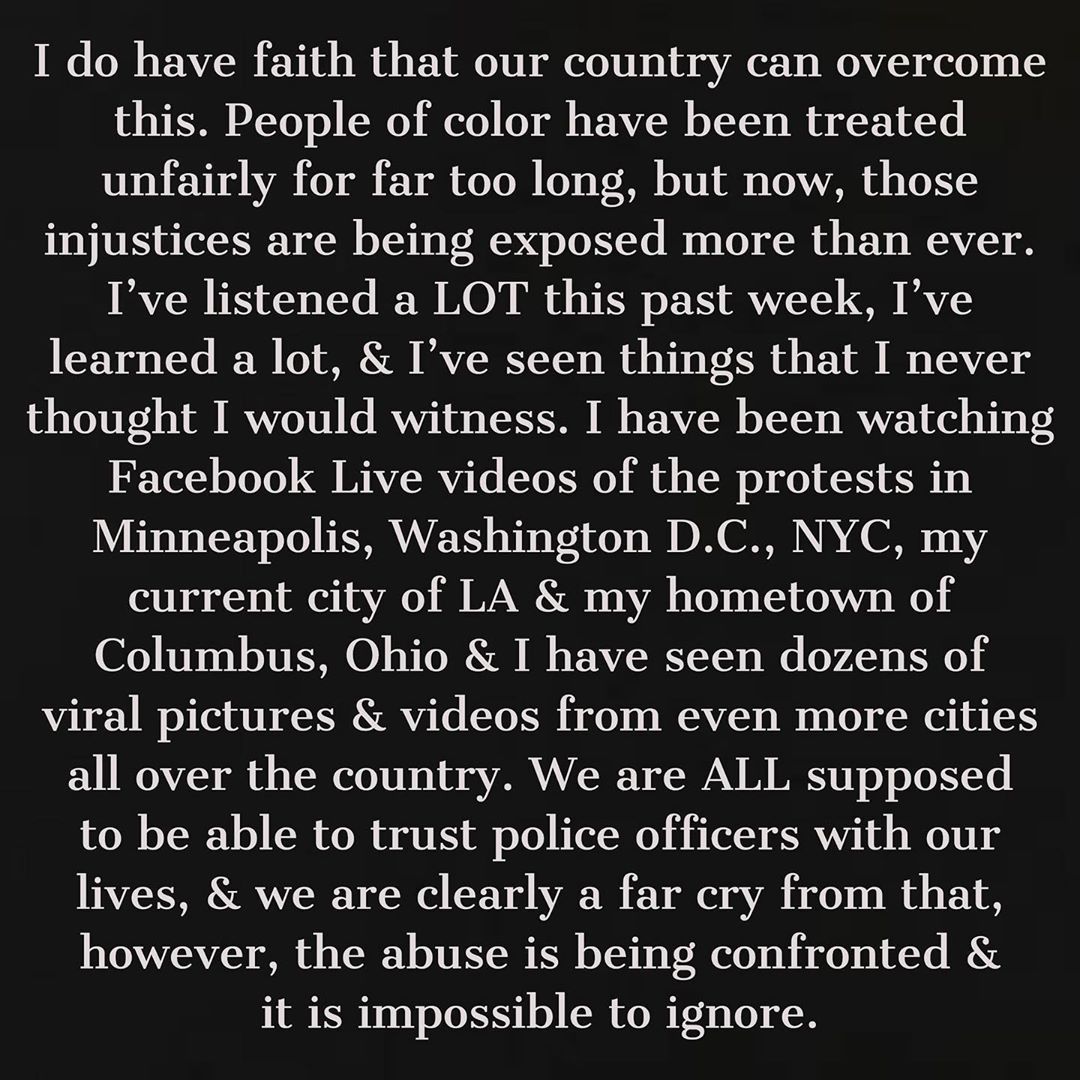 I do have faith that our country can overcome
this. People of color have been treated
unfairly for far too long, but now, those
injustices are being exposed more than ever.
I’ve listened a LOT this past week, I’ve
learned a lot, & I’ve seen things that I never
thought I would witness. I have been watching
Facebook Live videos of the protests in
Minneapolis, Washington D.C., NYC, my
current city of LA & my hometown of
Columbus, Ohio & I have seen dozens of
viral pictures & videos from even more cities
all over the country. We are ALL supposed
to be able to trust police officers with our
lives, & we are clearly a far cry from that,
however, the abuse is being confronted &
it is impossible to ignore.